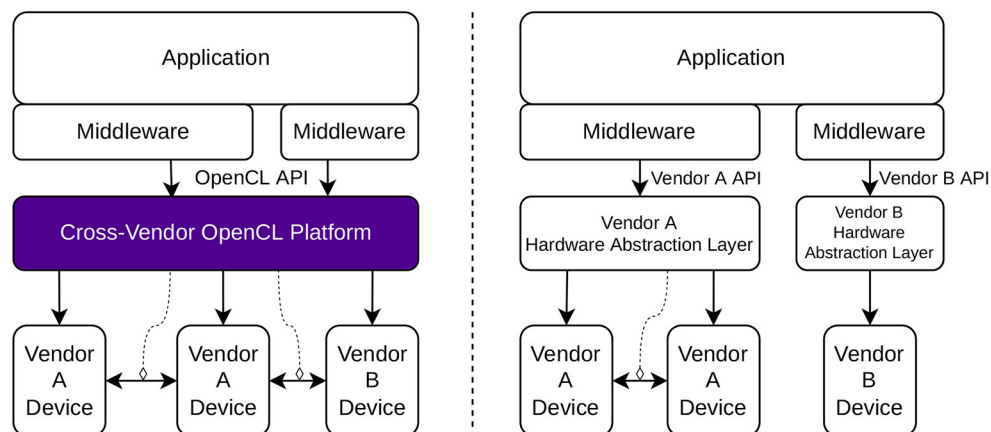 Application
Middleware
Middleware
OpenCL API
Cross-Vendor OpenCL Platform
Vendor
A
Device
Vendor
A
Device
Vendor
B
Device
Application
Middleware
Middleware
Vendor A API
Vendor B API
Vendor A
Hardware Abstraction Layer
Vendor B
Hardware
Abstraction Layer
Vendor
A
Device
Vendor
A
Device
Vendor
B
Device